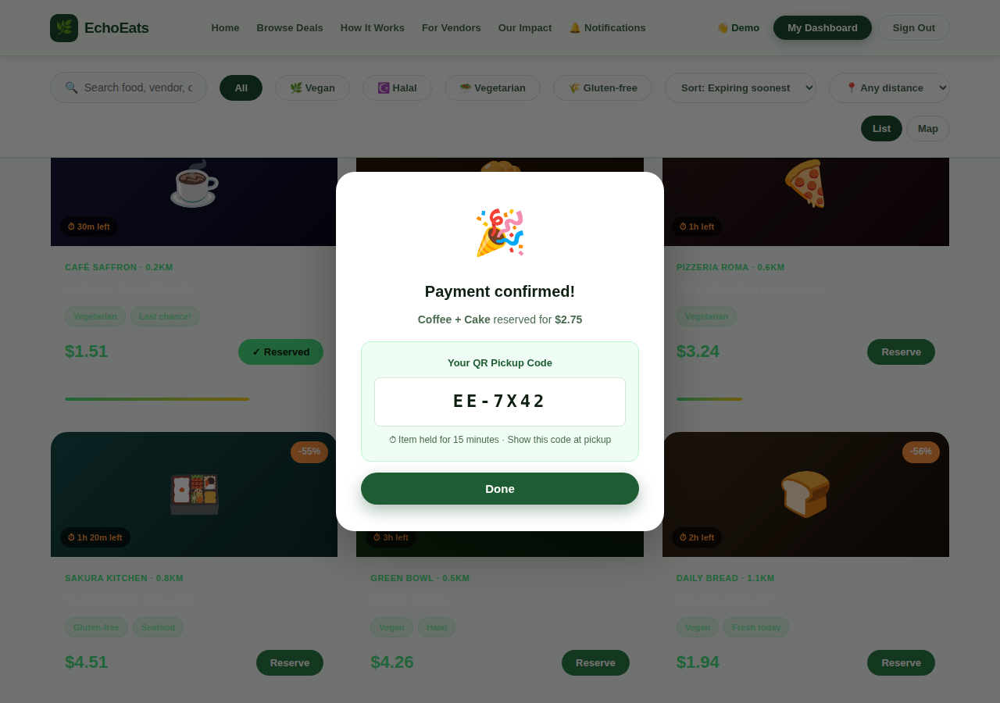 EchoEats
Home
Browse Deals
How It Works
For Vendors
Our Impact
🔔 Notifications
👋 Demo
My Dashboard
Sign Out
🔍 Search food, vendor, c
All
🌿 Vegan
☪️ Halal
🥗 Vegetarian
🌾 Gluten-free
Sort: Expiring soonest
📍 Any distance
List
Map
⏱ 30m left
⏱ 1h left
CAFÉ SAFFRON · 0.2KM
Vegetarian
Last chance!
$1.51
✓ Reserved
PIZZERIA ROMA · 0.6KM
Vegetarian
$3.24
Reserve
🎉
Payment confirmed!
Coffee + Cake reserved for $2.75
Your QR Pickup Code
EE-7X42
⏱ Item held for 15 minutes · Show this code at pickup
Done
-55%
⏱ 1h 20m left
SAKURA KITCHEN · 0.8KM
Gluten-free
Seafood
$4.51
Reserve
⏱ 3h left
GREEN BOWL · 0.5KM
Vegan
Halal
$4.26
Reserve
-56%
⏱ 2h left
DAILY BREAD · 1.1KM
Vegan
Fresh today
$1.94
Reserve